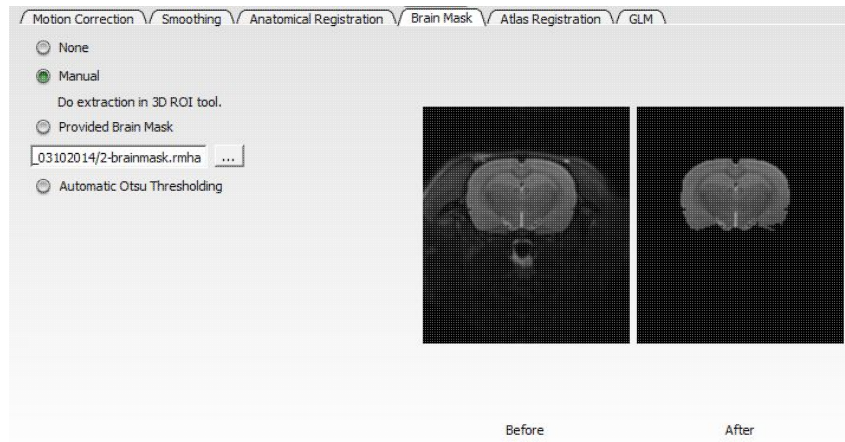 Motion Correction Smoothing Anatomical Registration Brain Mask Atlas Registration GLM
None
Manual
Do extraction in 3D ROI tool.
Provided Brain Mask
_03102014/2-brainmask.rmha ...
Automatic Otsu Thresholding
Before After